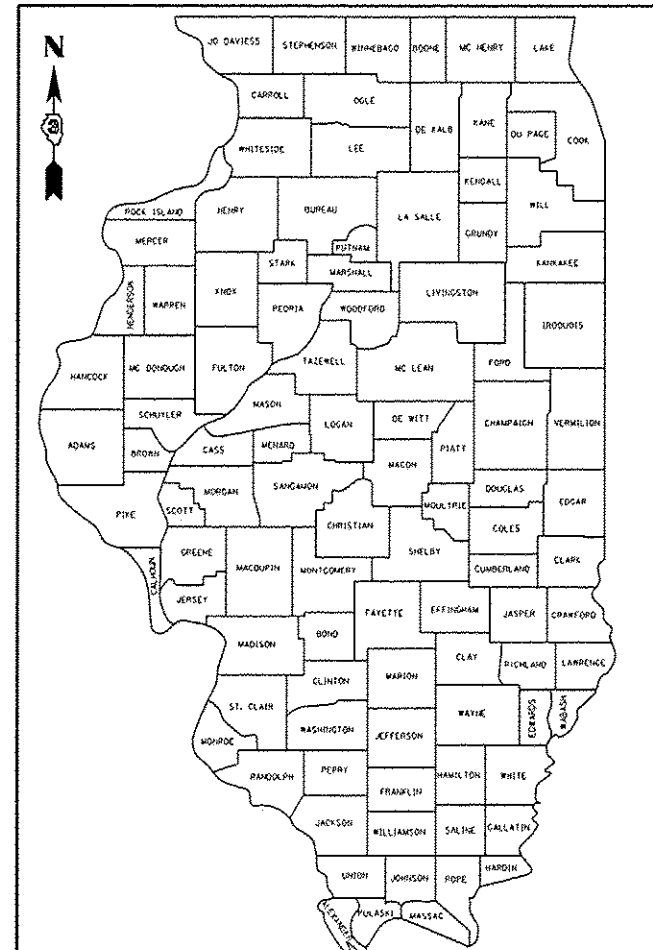 N
JO DAVIESS
STEPHENSON
WINNEBAGO
BOONE
MC HENRY
LAKE
CARROLL
OGLE
DE KALB
KANE
DU PAGE
COOK
WHITESIDE
LEE
KENDALL
WILL
ROCK ISLAND
HENRY
BUREAU
LA SALLE
GRUNDY
MERCER
PUTNAM
STARK
MARSHALL
KANKAKEE
HENDERSON
WARREN
KNOX
PEORIA
WOODFORD
LIVINGSTON
IROQUOIS
HANCOCK
MC DONOUGH
FULTON
TAZEWELL
MC LEAN
FORD
SCHUYLER
MASON
LOGAN
DE WITT
CHAMPAIGN
VERMILION
ADAMS
BROWN
CASS
MENARD
MACON
PIATT
PIKE
SCOTT
MORGAN
SANGAMON
CHRISTIAN
MOULTRIE
DOUGLAS
EDGAR
COLES
CALHOUN
GREENE
MACOUPIN
MONTGOMERY
SHELBY
CUMBERLAND
CLARK
JERSEY
FAYETTE
EFFINGHAM
JASPER
CRAWFORD
MADISON
BOND
CLAY
RICHLAND
LAWRENCE
CLINTON
MARION
ST. CLAIR
WAYNE
EDWARDS
WABASH
WASHINGTON
JEFFERSON
MONROE
RANDOLPH
PERRY
HAMILTON
WHITE
FRANKLIN
JACKSON
WILLIAMSON
SALINE
GALLATIN
UNION
JOHNSON
POPE
HARDIN
ALEXANDER
PULASKI
MASSAC